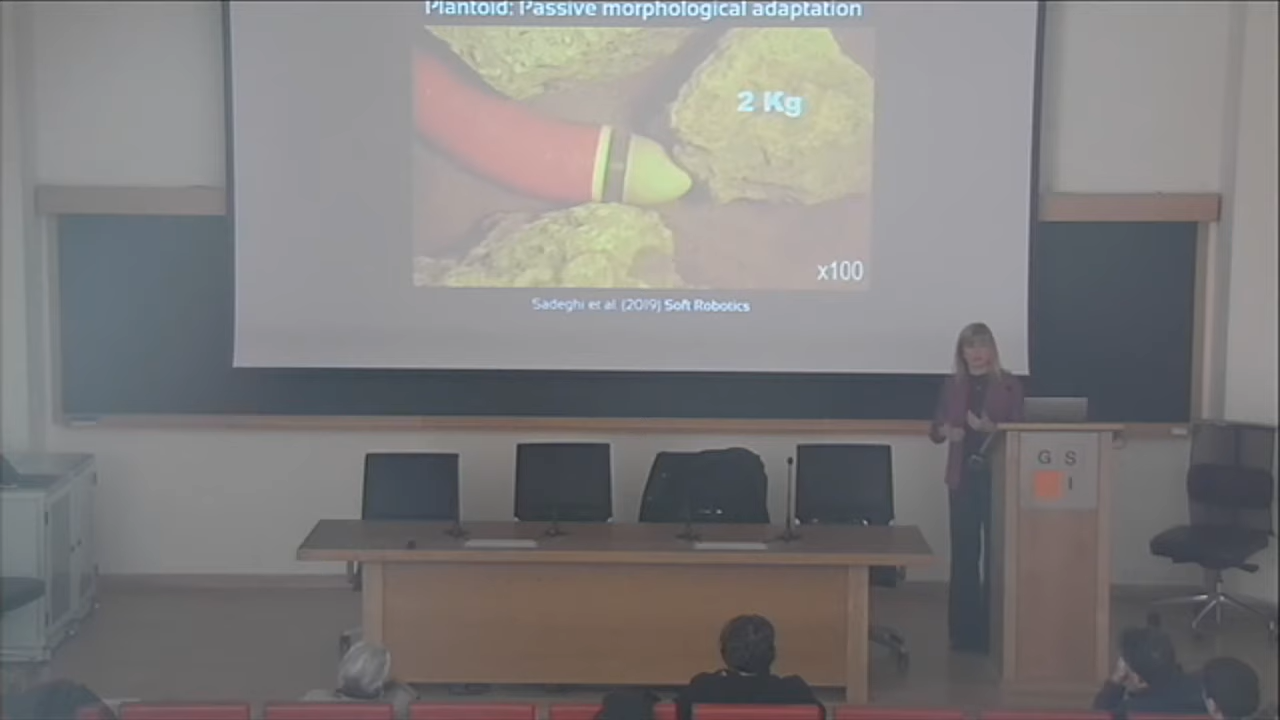 Plantoid: Passive morphological adaptation
2 Kg
x100
Sadeghi et al. (2019) Soft Robotics
G S
I